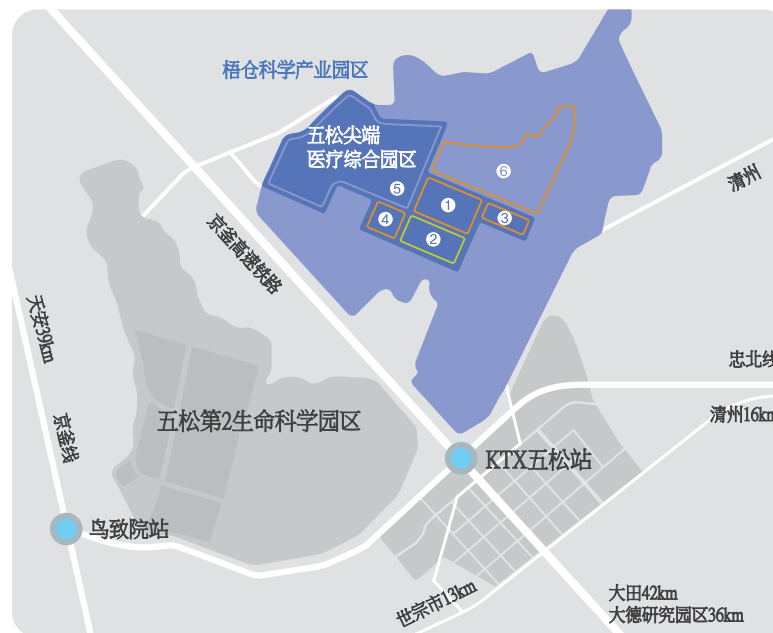 梧仓科学产业园区
五松尖端
医疗综合园区
⑤
⑥
①
③
④
②
清州
京釜高速铁路
天安39km
忠北线
清州16km
京釜线
五松第2生命科学园区
KTX五松站
鸟致院站
世宗市13km
大田42km
大德研究园区36km